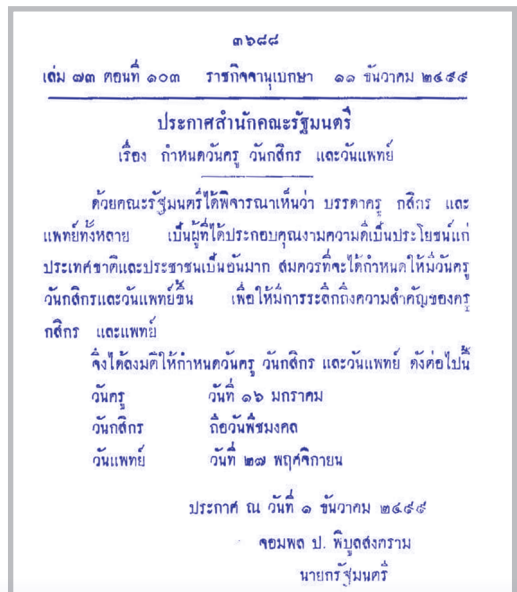 ๓๖๘๘
เล่ม ๗๓ ตอนที่ ๑๐๓ ราชกิจจานุเบกษา ๑๑ ธันวาคม ๒๔๙๙
ประกาศสำนักคณะรัฐมนตรี
เรื่อง กำหนดวันครู วันกสิกร และวันแพทย์
ด้วยคณะรัฐมนตรีได้พิจารณาเห็นว่า บรรดาครู กสิกร และ
แพทย์ทั้งหลาย เป็นผู้ที่ได้ประกอบคุณงามความดีเป็นประโยชน์แก่
ประเทศชาติและประชาชนเป็นอันมาก สมควรที่จะได้กำหนดให้มีวันครู
วันกสิกรและวันแพทย์ขึ้น เพื่อให้มีการระลึกถึงความสำคัญของครู
กสิกร และแพทย์
จึงได้ลงมติให้กำหนดวันครู วันกสิกร และวันแพทย์ ดังต่อไปนี้
วันครู วันที่ ๑๖ มกราคม
วันกสิกร ถือวันพืชมงคล
วันแพทย์ วันที่ ๒๗ พฤศจิกายน
ประกาศ ณ วันที่ ๑ ธันวาคม ๒๔๙๙
จอมพล ป. พิบูลสงคราม
นายกรัฐมนตรี